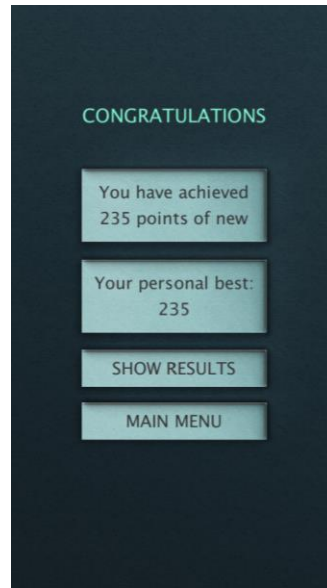 CONGRATULATIONS
You have achieved
235 points of new
Your personal best:
235
SHOW RESULTS
MAIN MENU